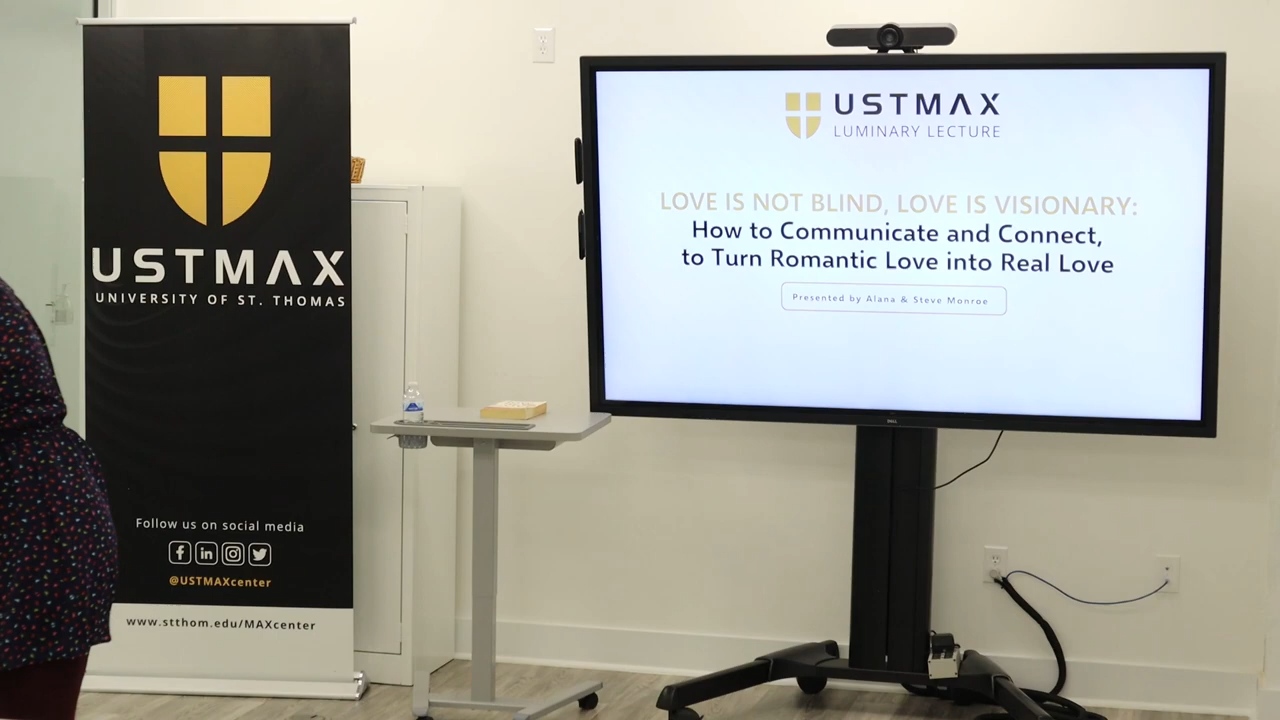 USTMAX
UNIVERSITY OF ST. THOMAS
Follow us on social media
@USTMAXcenter
www.stthom.edu/MAXcenter
USTMAX
LUMINARY LECTURE
LOVE IS NOT BLIND, LOVE IS VISIONARY:
How to Communicate and Connect,
to Turn Romantic Love into Real Love
Presented by Alana & Steve Monroe
DELL